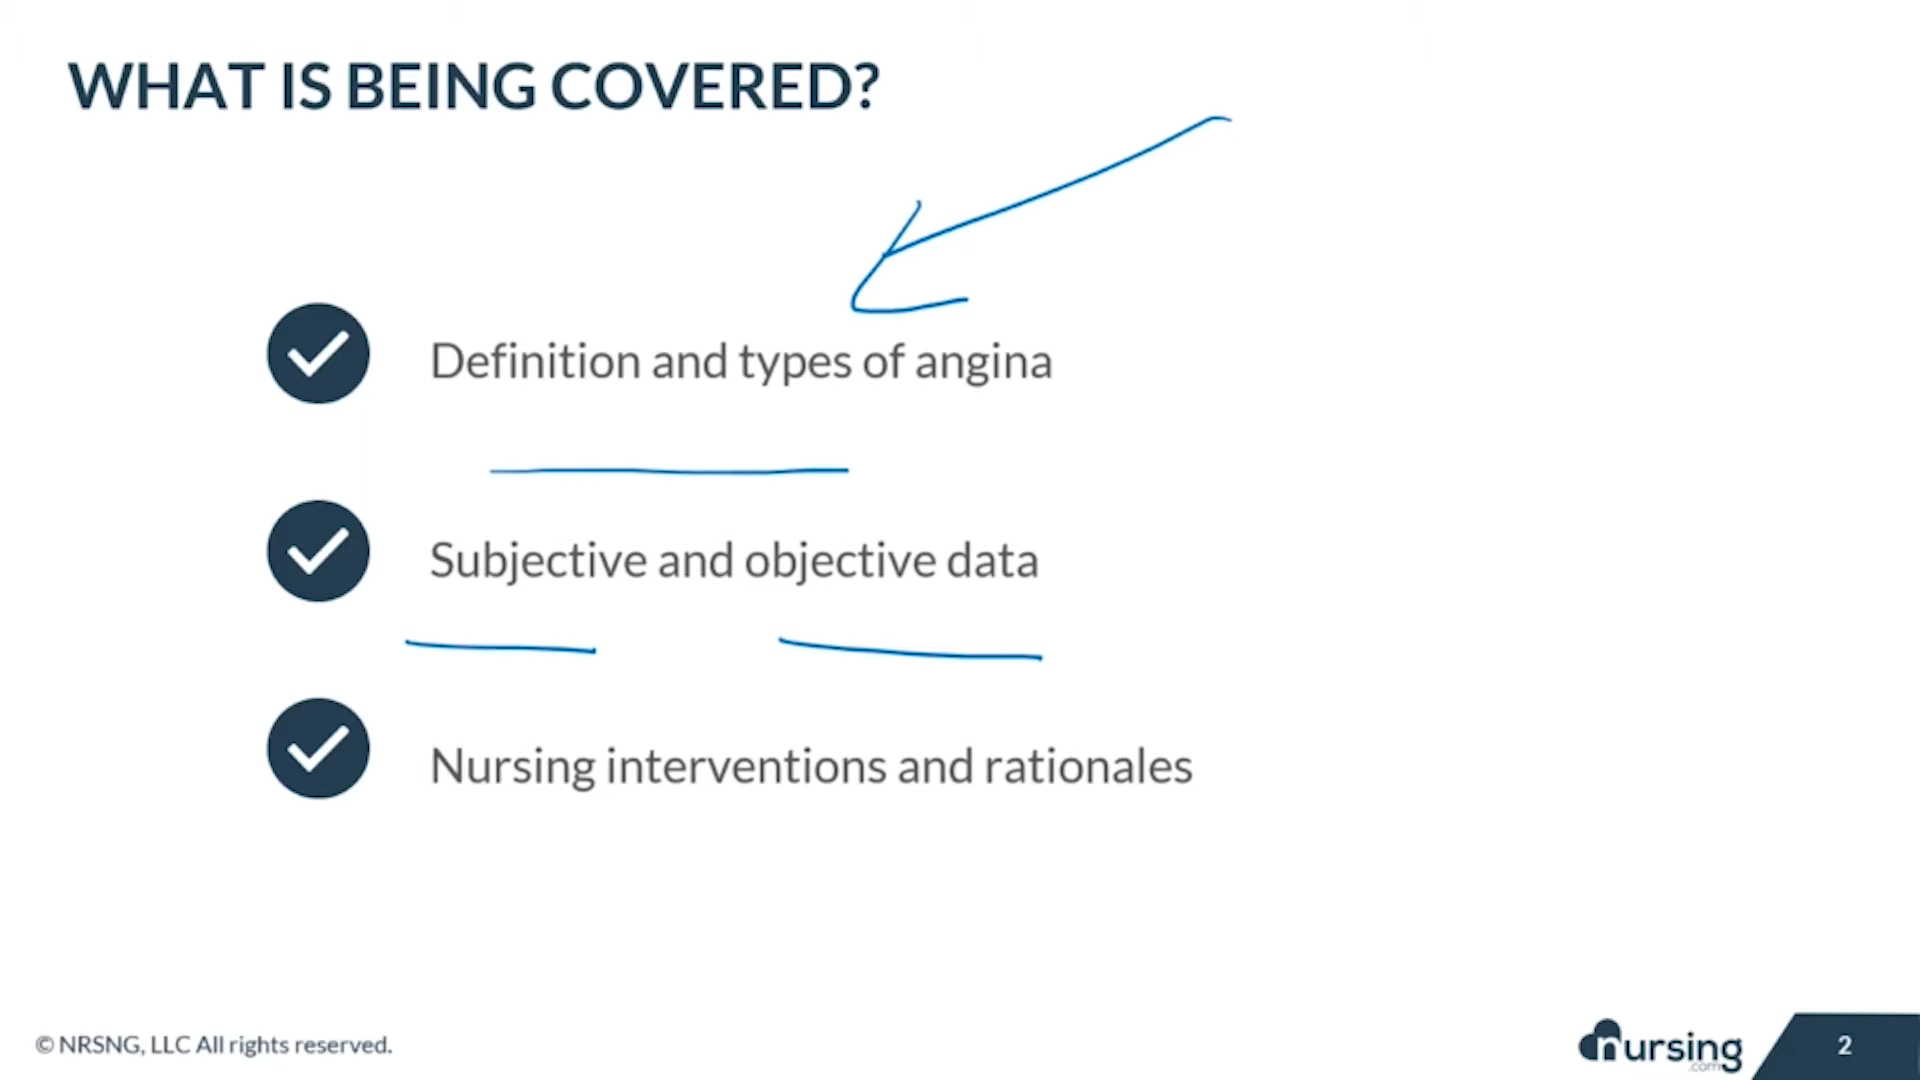 WHAT IS BEING COVERED?
Definition and types of angina
Subjective and objective data
Nursing interventions and rationales
© NRSNG, LLC All rights reserved.
nursing
.com
2